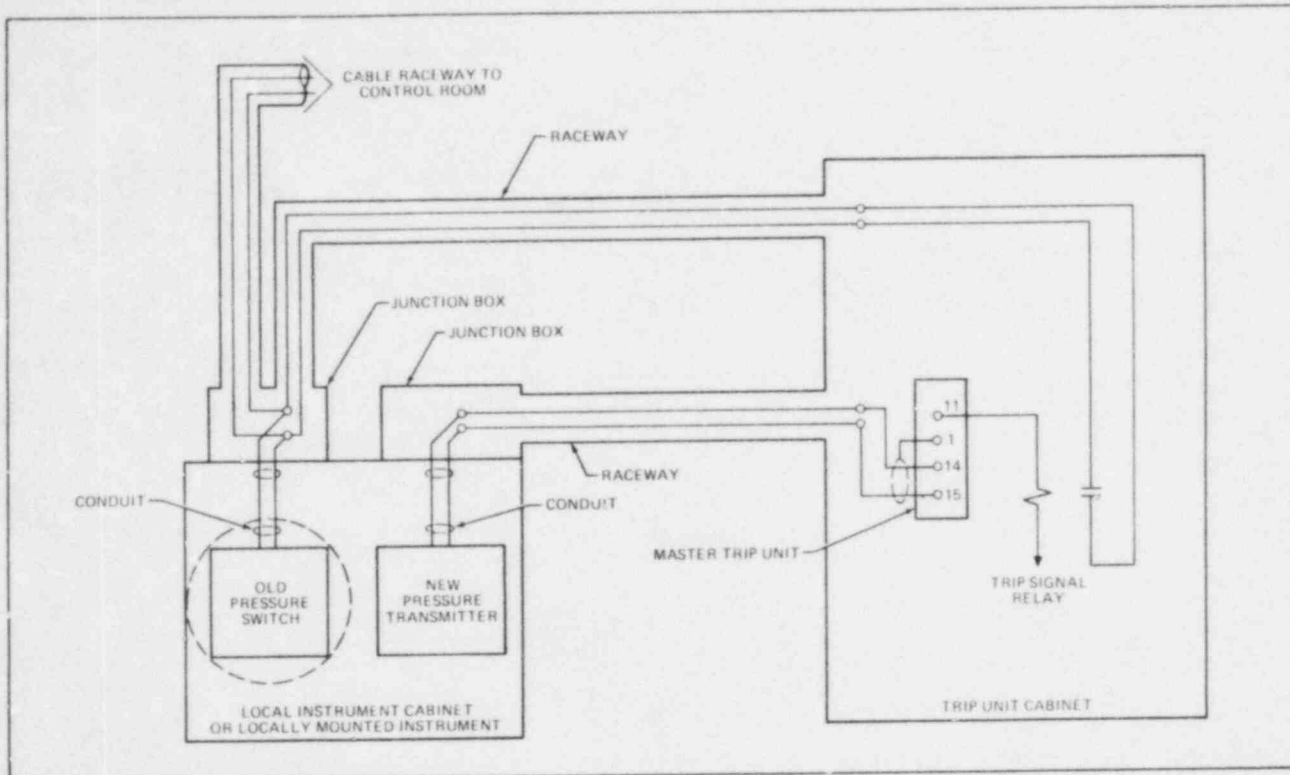 CABLE RACEWAY TO
CONTROL ROOM
RACEWAY
JUNCTION BOX
JUNCTION BOX
11
1
14
15
RACEWAY
CONDUIT
CONDUIT
MASTER TRIP UNIT
OLD
PRESSURE
SWITCH
NEW
PRESSURE
TRANSMITTER
TRIP SIGNAL
RELAY
LOCAL INSTRUMENT CABINET
OR LOCALLY MOUNTED INSTRUMENT
TRIP UNIT CABINET